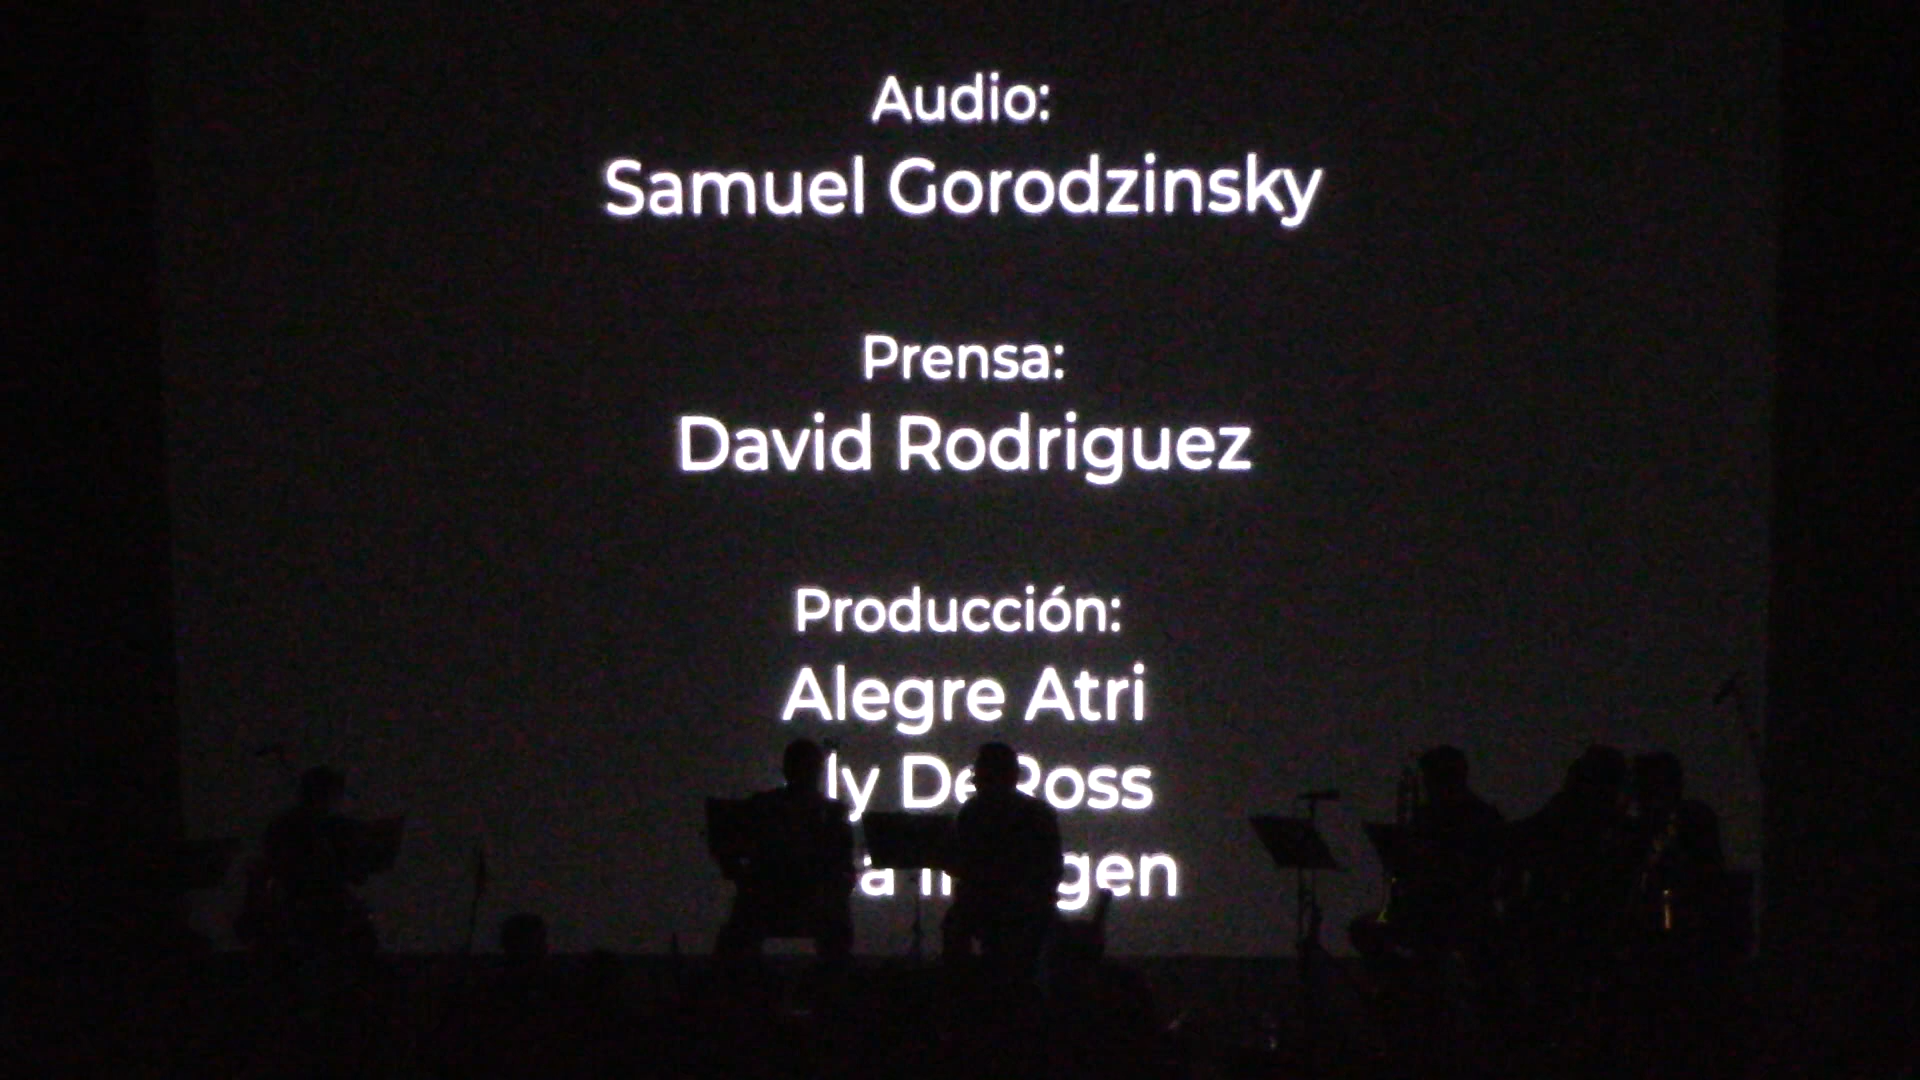 Audio:
Samuel Gorodzinsky
Prensa:
David Rodriguez
Producción:
Alegre Atri